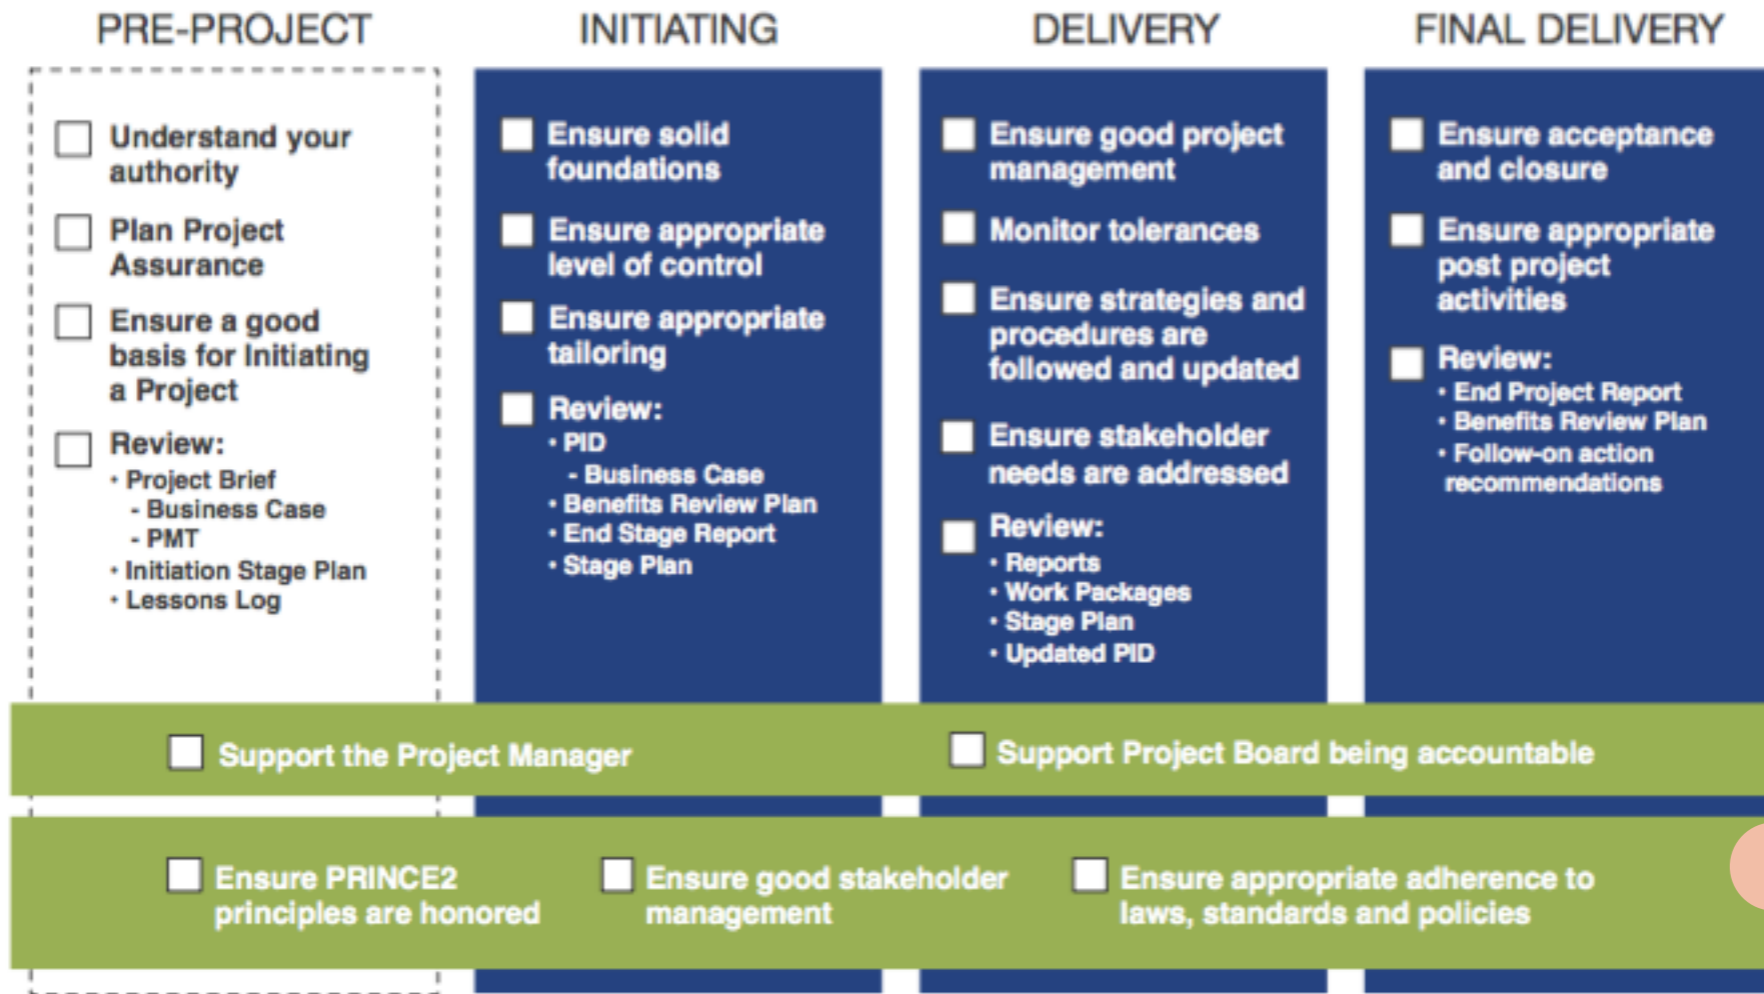 PRE-PROJECT
Understand your
authority
Plan Project
Assurance
Ensure a good
basis for Initiating
a Project
Review:
· Project Brief
- Business Case
- PMT
· Initiation Stage Plan
· Lessons Log
INITIATING
Ensure solid
foundations
Ensure appropriate
level of control
Ensure appropriate
tailoring
Review:
· PID
- Business Case
· Benefits Review Plan
· End Stage Report
· Stage Plan
DELIVERY
Ensure good project
management
Monitor tolerances
Ensure strategies and
procedures are
followed and updated
Ensure stakeholder
needs are addressed
Review:
· Reports
· Work Packages
· Stage Plan
· Updated PID
FINAL DELIVERY
Ensure acceptance
and closure
Ensure appropriate
post project
activities
Review:
· End Project Report
· Benefits Review Plan
· Follow-on action
recommendations
Support the Project Manager
Support Project Board being accountable
Ensure PRINCE2
principles are honored
Ensure good stakeholder
management
Ensure appropriate adherence to
laws, standards and policies